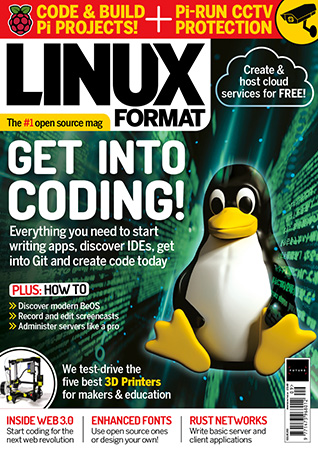 CODE & BUILD
Pi PROJECTS!
+
Pi-RUN CCTV
PROTECTION
LINUX
FORMAT
The #1 open source mag
Create &
host cloud
services for FREE!
GET INTO
CODING!
Everything you need to start
writing apps, discover IDEs, get
into Git and create code today
PLUS: HOW TO
» Discover modern BeOS
» Record and edit screencasts
» Administer servers like a pro
FUTURE
We test-drive the
five best 3D Printers
for makers & education
INSIDE WEB 3.0
Start coding for the
next web revolution
ENHANCED FONTS
Use open source ones
or design your own!
RUST NETWORKS
Write basic server and
client applications